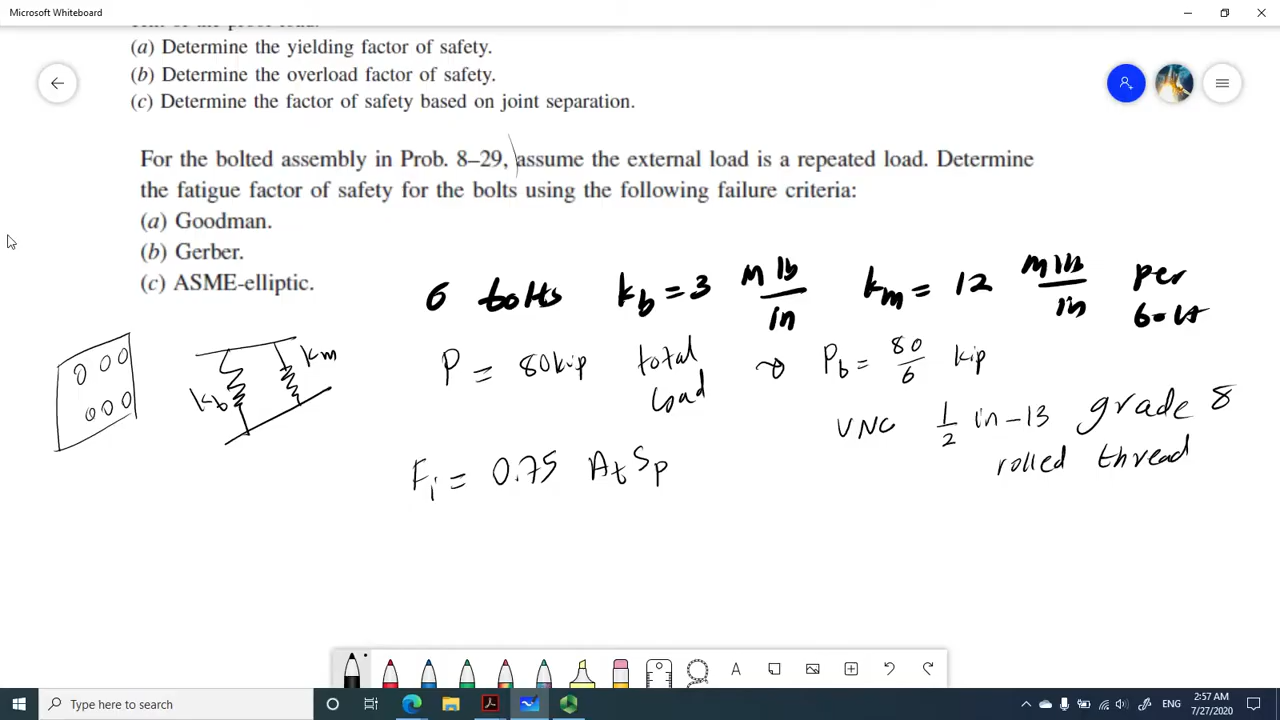 Microsoft Whiteboard
(a) Determine the yielding factor of safety.
(b) Determine the overload factor of safety.
(c) Determine the factor of safety based on joint separation.
For the bolted assembly in Prob. 8–29, assume the external load is a repeated load. Determine
the fatigue factor of safety for the bolts using the following failure criteria:
(a) Goodman.
(b) Gerber.
(c) ASME-elliptic.
6 bolts kb = 3 Mlb/in km = 12 Mlb/in per bolt
kb km
P = 80kip total load → Pb = 80/6 kip
UNC 1/2 in-13 grade 8
rolled thread
Fi = 0.75 At Sp
A
Type here to search
ENG
2:57 AM
7/27/2020